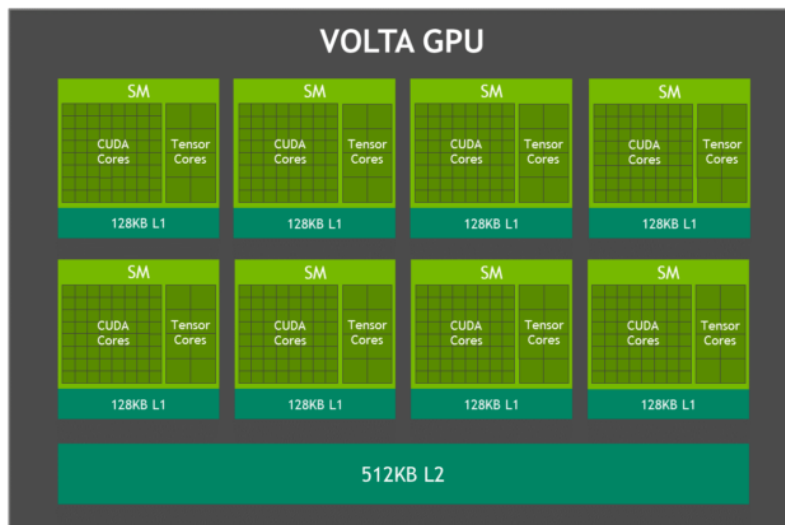 VOLTA GPU
SM SM SM SM
CUDA Tensor CUDA Tensor CUDA Tensor CUDA Tensor
Cores Cores Cores Cores Cores Cores Cores Cores
128KB L1 128KB L1 128KB L1 128KB L1
SM SM SM SM
CUDA Tensor CUDA Tensor CUDA Tensor CUDA Tensor
Cores Cores Cores Cores Cores Cores Cores Cores
128KB L1 128KB L1 128KB L1 128KB L1
512KB L2